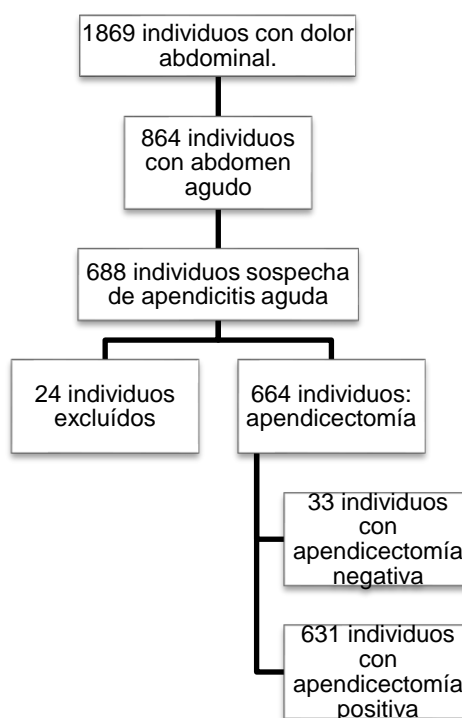 1869 individuos con dolor
abdominal.
864 individuos
con abdomen
agudo
688 individuos sospecha
de apendicitis aguda
24 individuos
excluídos
664 individuos:
apendicectomía
33 individuos
con
apendicectomía
negativa
631 individuos
con
apendicectomía
positiva